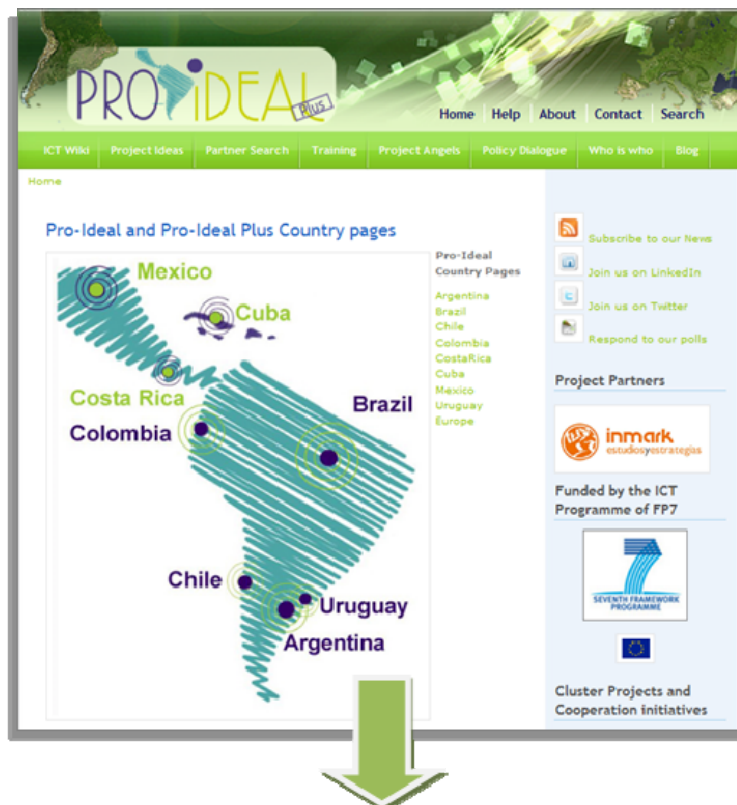 PRO IDEAL
Plus
Home Help About Contact Search
ICT Wiki Project Ideas Partner Search Training Project Angels Policy Dialogue Who is who Blog
Home
Pro-Ideal and Pro-Ideal Plus Country pages
Mexico
Cuba
Costa Rica
Colombia
Brazil
Chile
Uruguay
Argentina
Pro-Ideal
Country Pages
Argentina
Brazil
Chile
Colombia
CostaRica
Cuba
Mexico
Uruguay
Europe
Subscribe to our News
Join us on LinkedIn
Join us on Twitter
Respond to our polls
Project Partners
inmark
estudiosyestrategias
Funded by the ICT
Programme of FP7
7
SEVENTH FRAMEWORK
PROGRAMME
Cluster Projects and
Cooperation initiatives